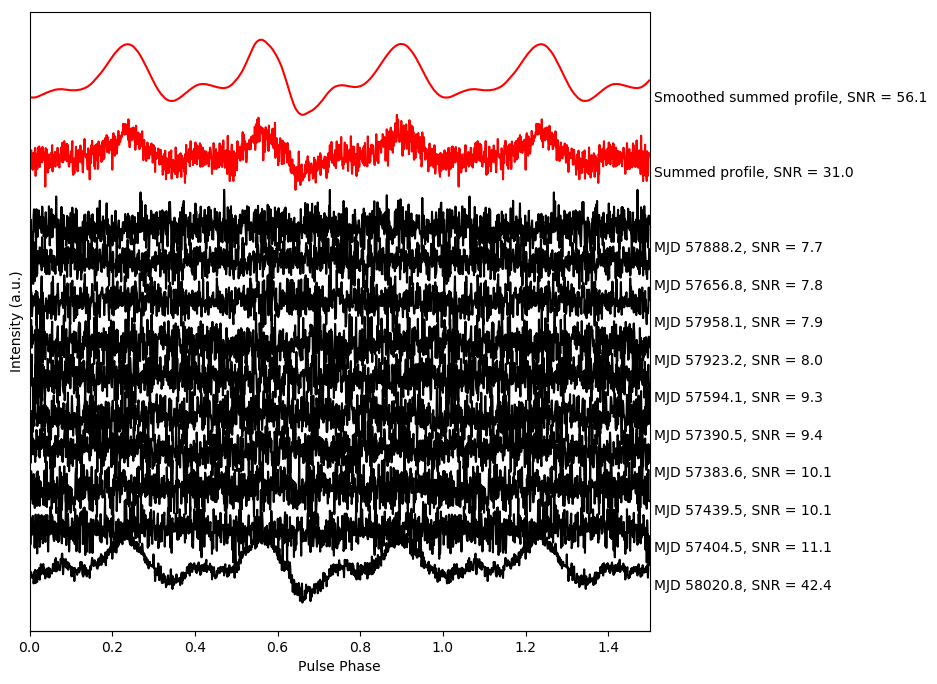 Smoothed summed profile, SNR = 56.1
Summed profile, SNR = 31.0
MJD 57888.2, SNR = 7.7
MJD 57656.8, SNR = 7.8
MJD 57958.1, SNR = 7.9
MJD 57923.2, SNR = 8.0
MJD 57594.1, SNR = 9.3
MJD 57390.5, SNR = 9.4
MJD 57383.6, SNR = 10.1
MJD 57439.5, SNR = 10.1
MJD 57404.5, SNR = 11.1
MJD 58020.8, SNR = 42.4
Intensity (a.u.)
0.0 0.2 0.4 0.6 0.8 1.0 1.2 1.4
Pulse Phase